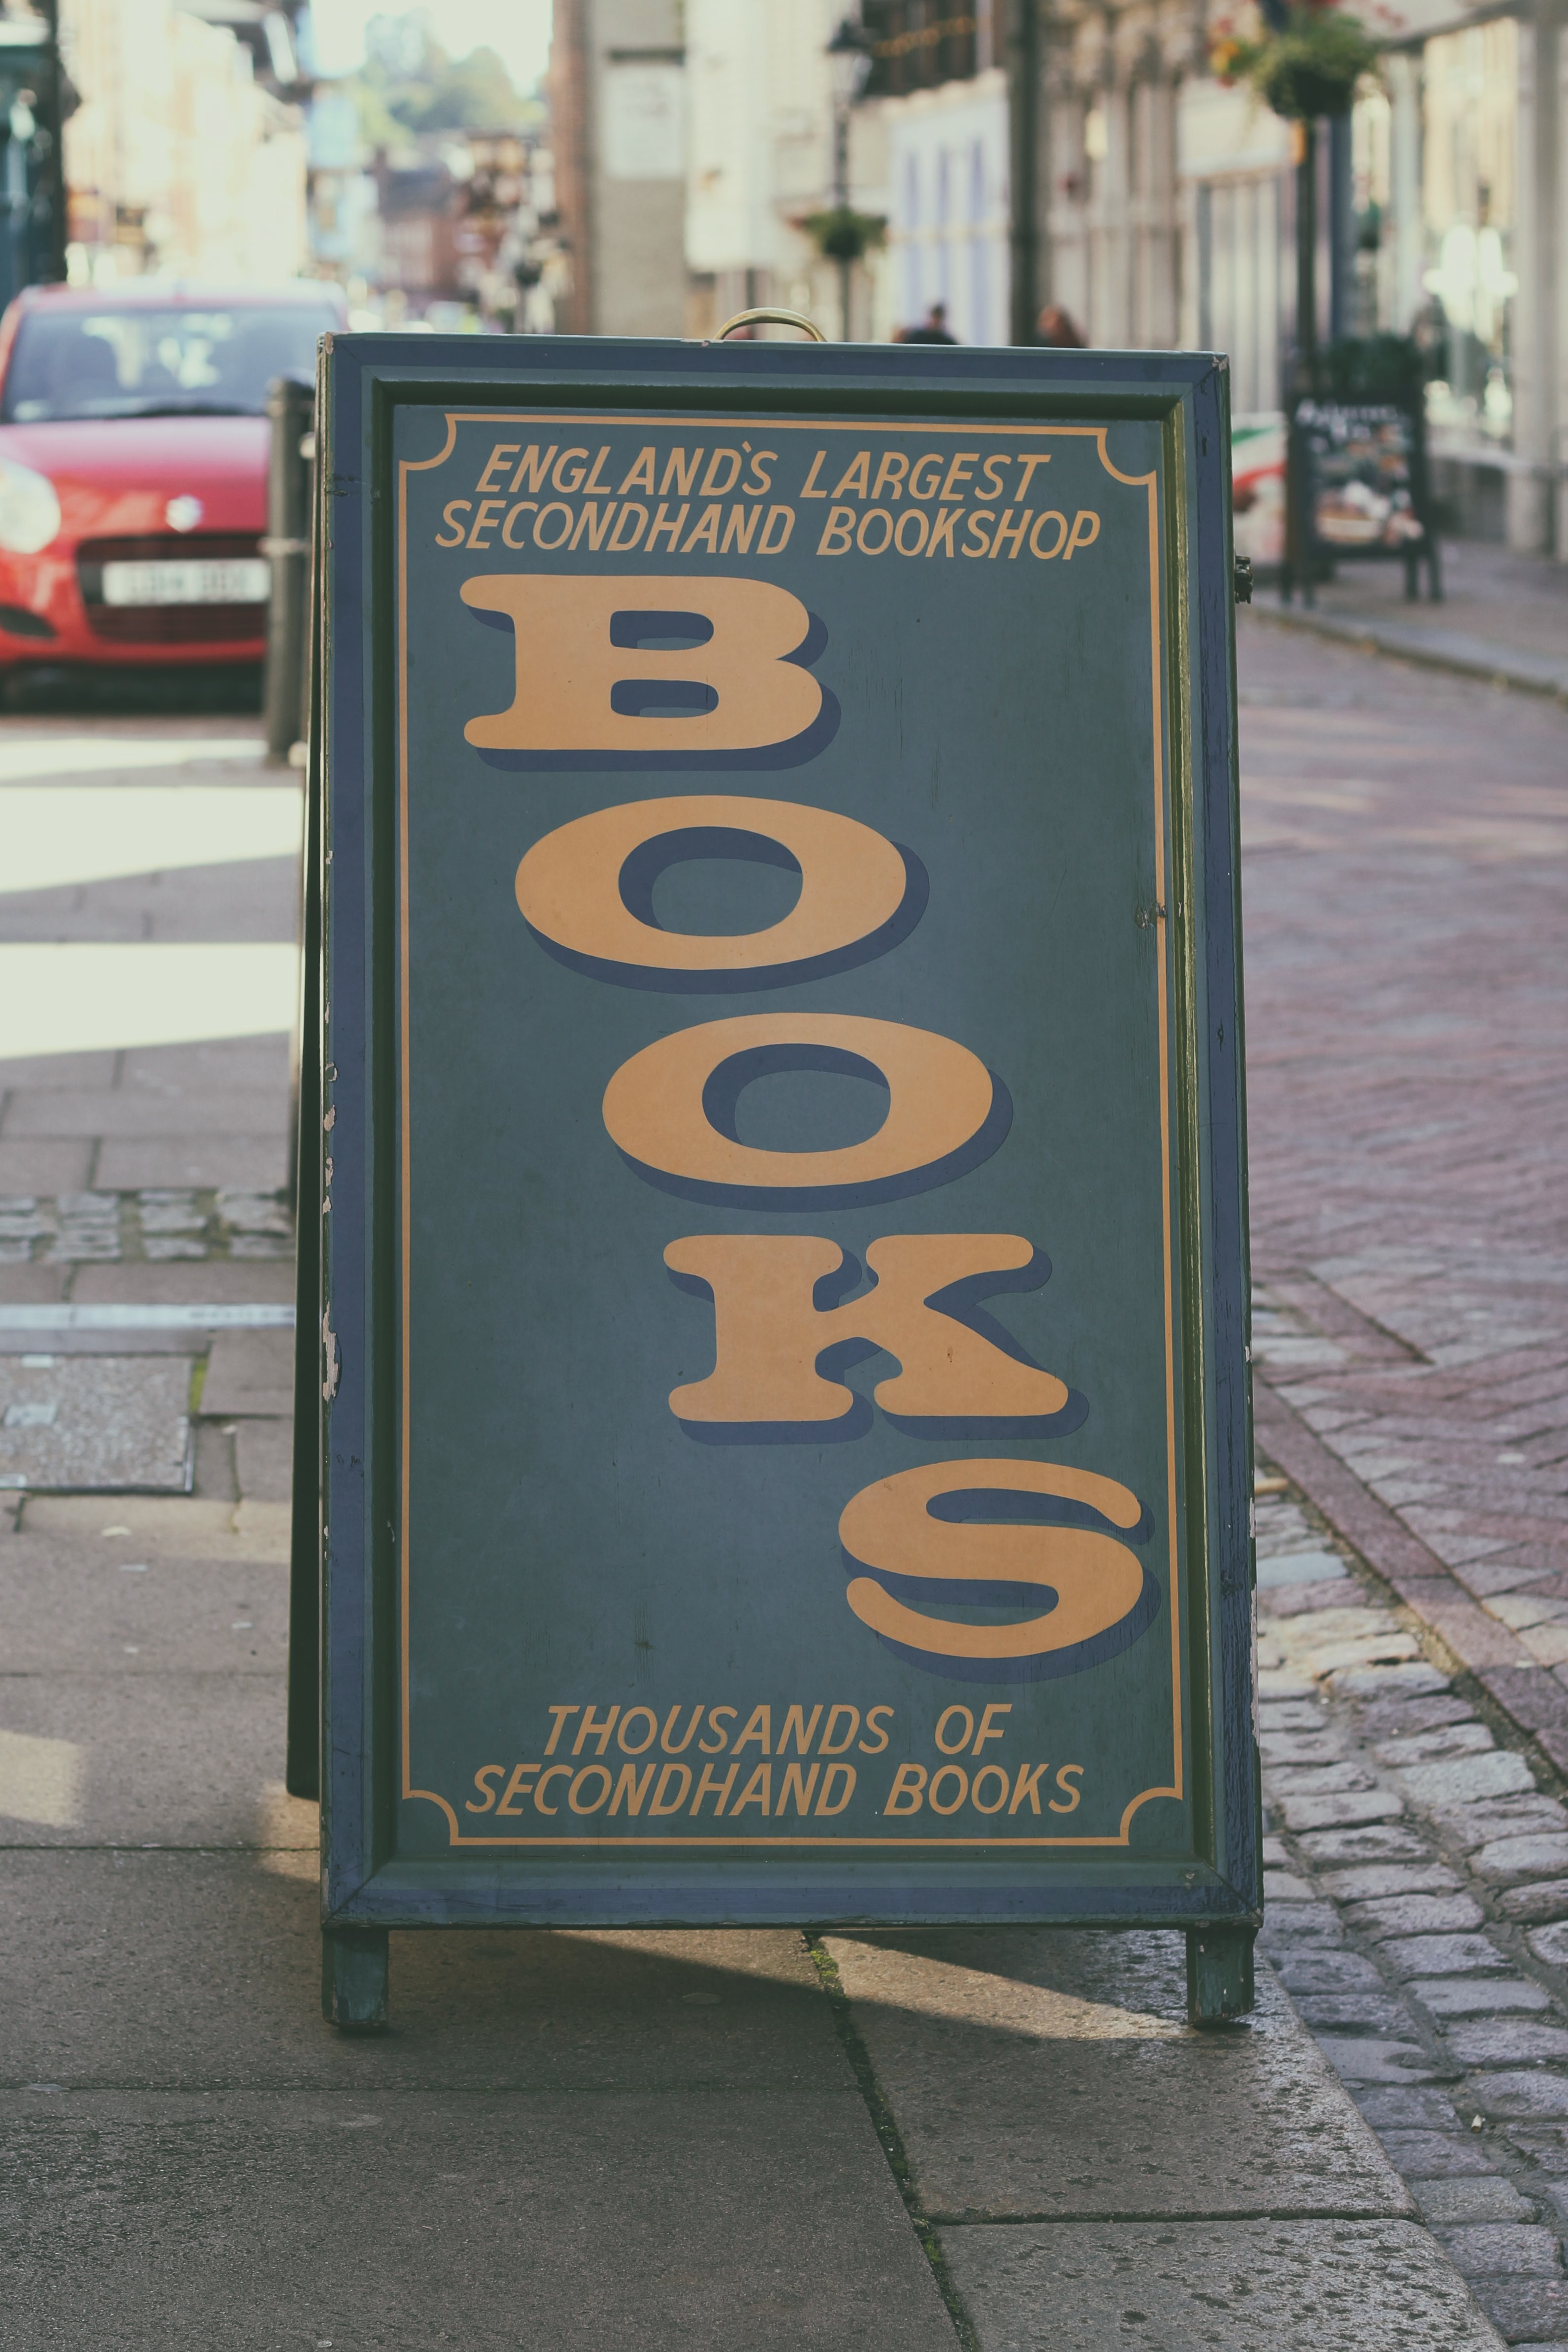 ENGLAND'S LARGEST
SECONDHAND BOOKSHOP
BOOKS
THOUSANDS OF
SECONDHAND BOOKS